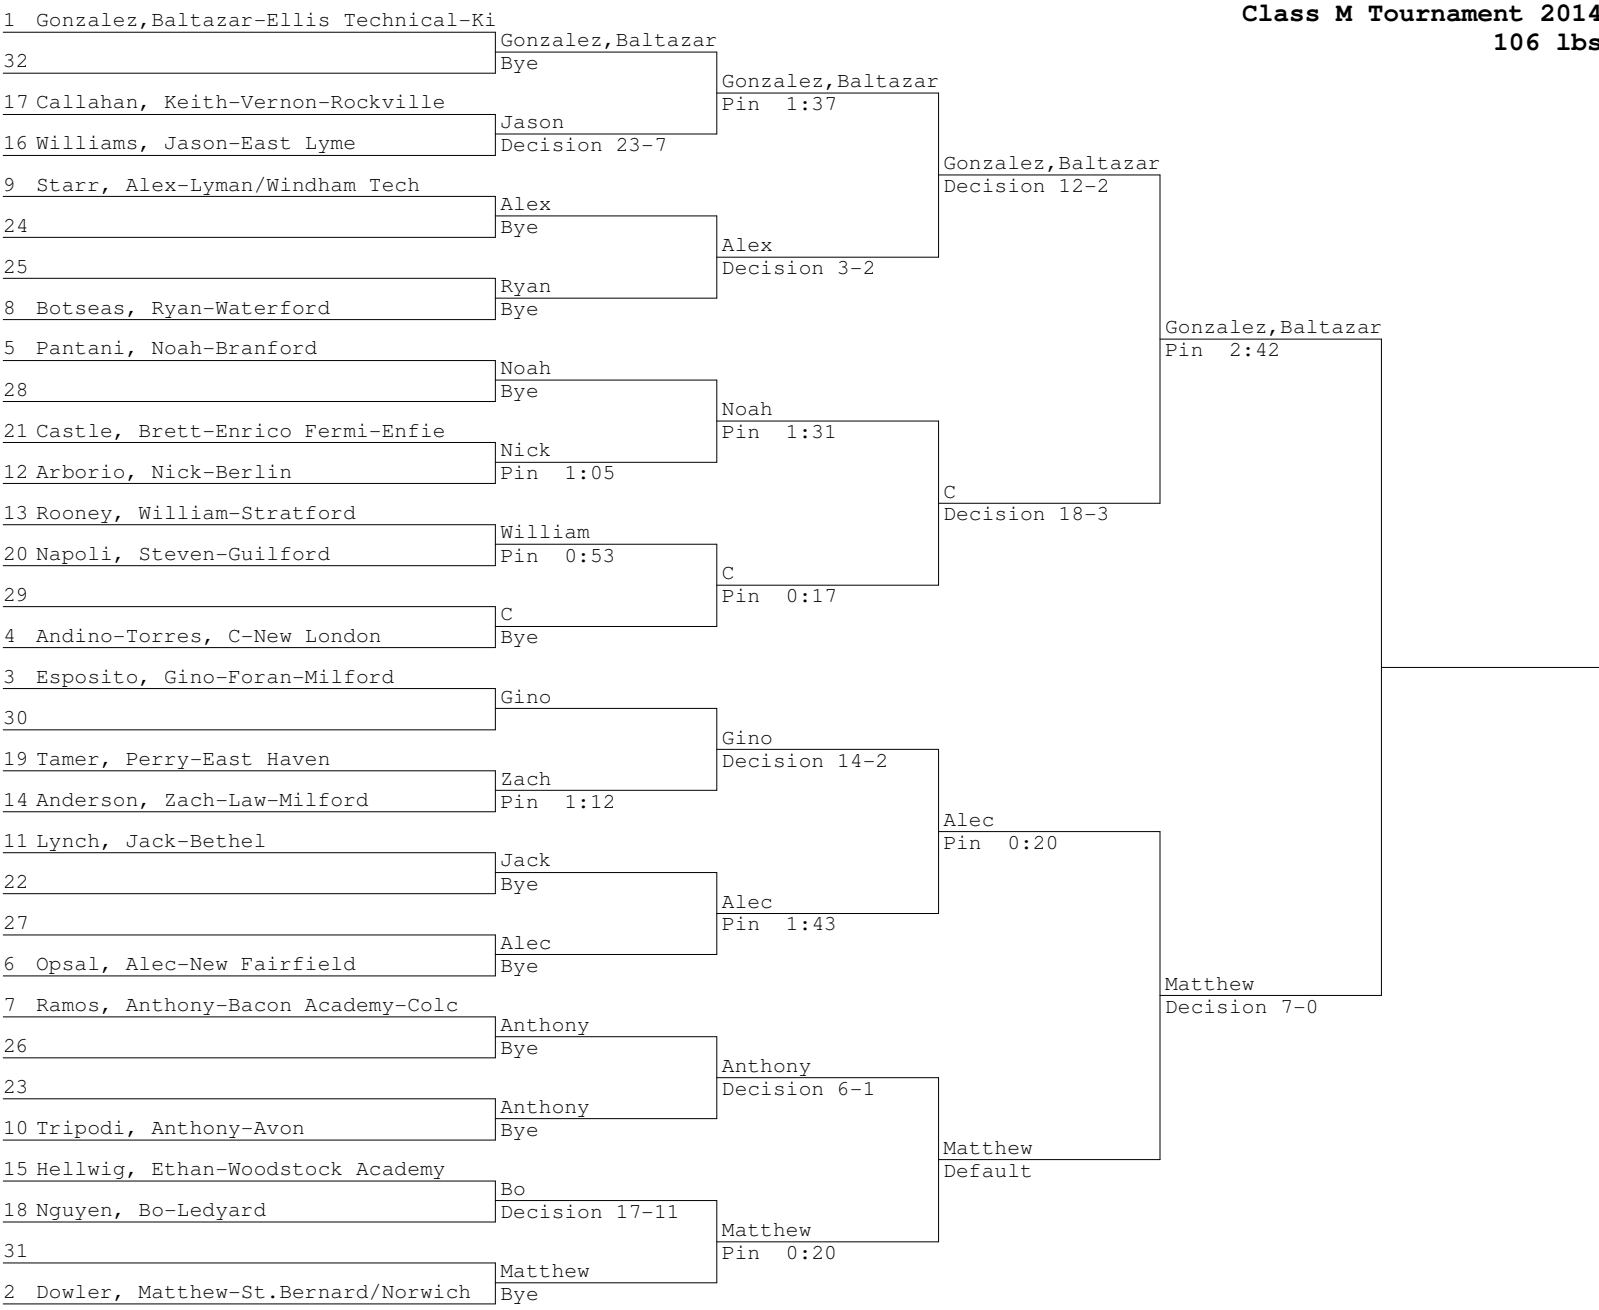 Class M Tournament 2014
106 lbs
1 Gonzalez,Baltazar-Ellis Technical-Ki
32
17 Callahan, Keith-Vernon-Rockville
16 Williams, Jason-East Lyme
9 Starr, Alex-Lyman/Windham Tech
24
25
8 Botseas, Ryan-Waterford
5 Pantani, Noah-Branford
28
21 Castle, Brett-Enrico Fermi-Enfie
12 Arborio, Nick-Berlin
13 Rooney, William-Stratford
20 Napoli, Steven-Guilford
29
4 Andino-Torres, C-New London
3 Esposito, Gino-Foran-Milford
30
19 Tamer, Perry-East Haven
14 Anderson, Zach-Law-Milford
11 Lynch, Jack-Bethel
22
27
6 Opsal, Alec-New Fairfield
7 Ramos, Anthony-Bacon Academy-Colc
26
23
10 Tripodi, Anthony-Avon
15 Hellwig, Ethan-Woodstock Academy
18 Nguyen, Bo-Ledyard
31
2 Dowler, Matthew-St.Bernard/Norwich
Gonzalez,Baltazar
Bye
Jason
Decision 23-7
Alex
Bye
Ryan
Bye
Noah
Bye
Nick
Pin 1:05
William
Pin 0:53
C
Bye
Gino
Zach
Pin 1:12
Jack
Bye
Alec
Bye
Anthony
Bye
Anthony
Bye
Bo
Decision 17-11
Matthew
Bye
Gonzalez,Baltazar
Pin 1:37
Alex
Decision 3-2
Noah
Pin 1:31
C
Pin 0:17
Gino
Decision 14-2
Alec
Pin 1:43
Anthony
Decision 6-1
Matthew
Pin 0:20
Gonzalez,Baltazar
Decision 12-2
C
Decision 18-3
Alec
Pin 0:20
Matthew
Default
Gonzalez,Baltazar
Pin 2:42
Matthew
Decision 7-0